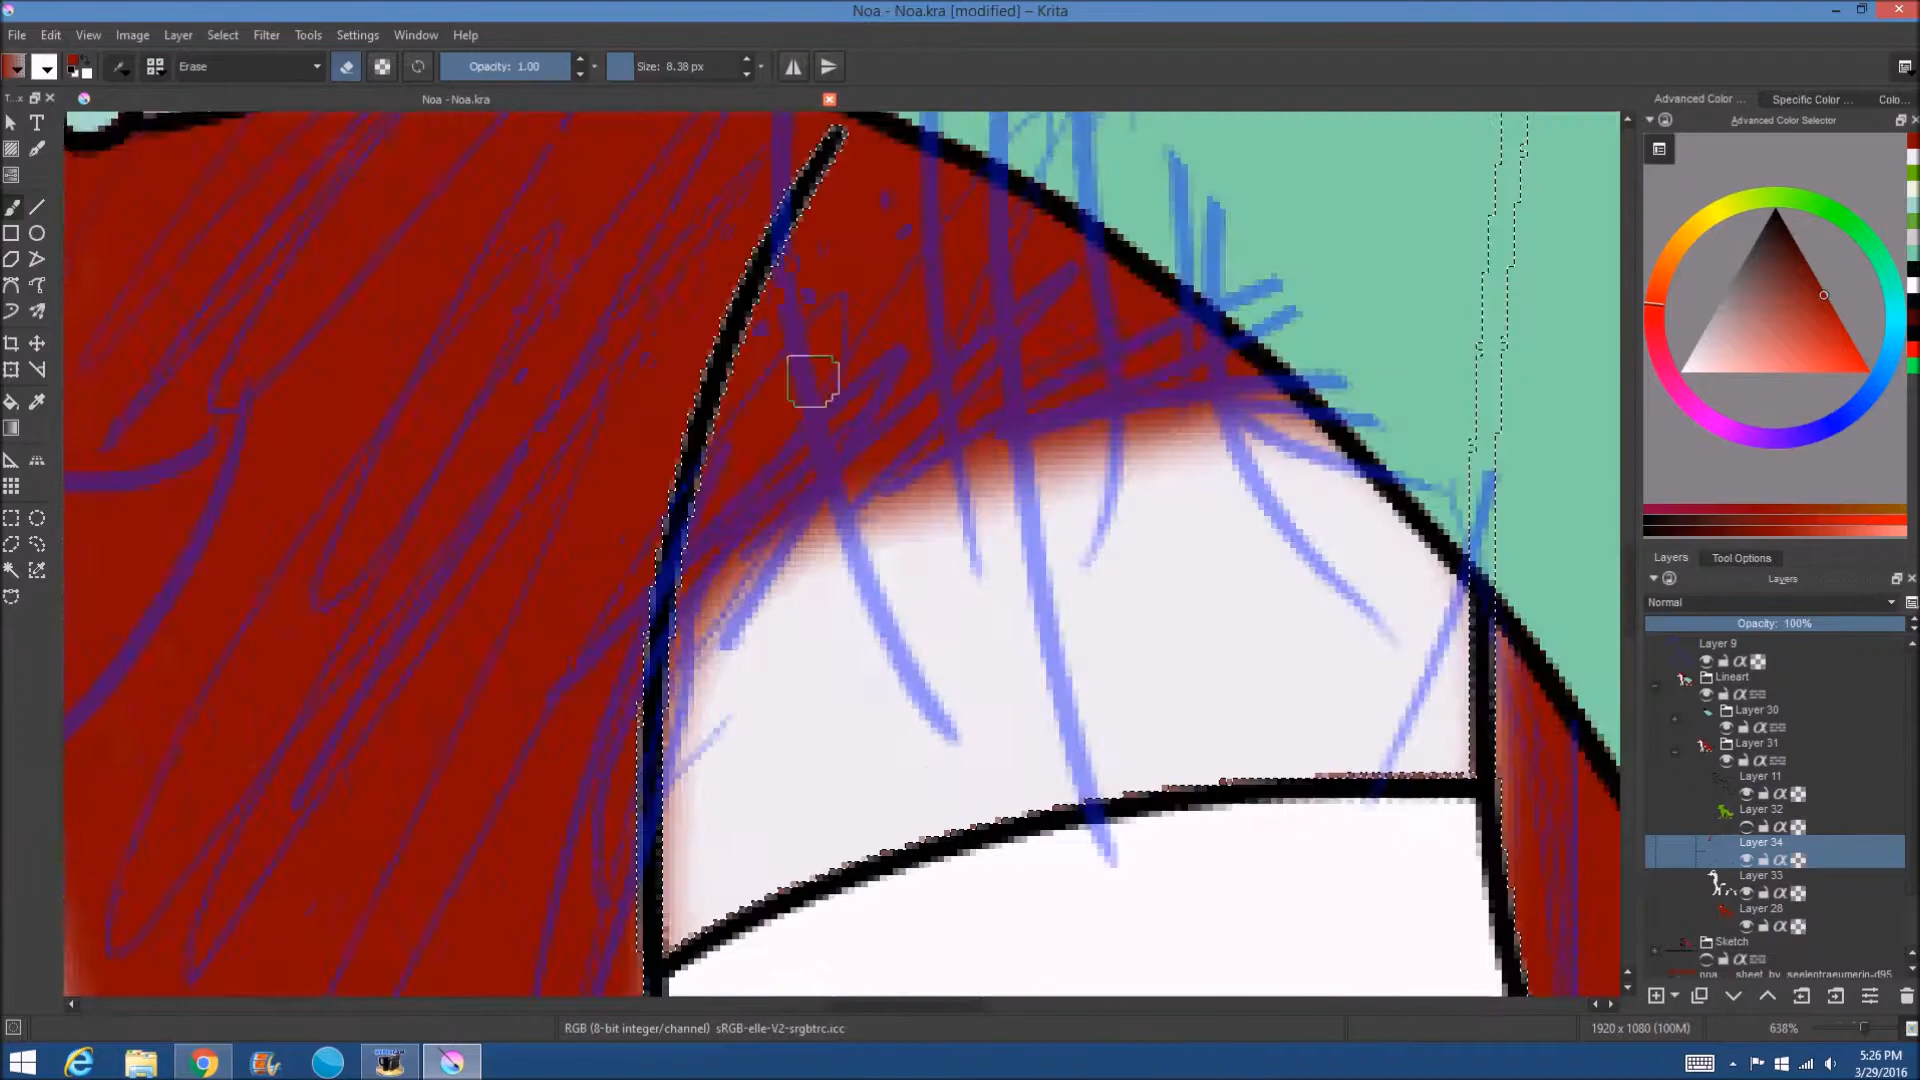 Noa - Noa.kra [modified] – Krita
File Edit View Image Layer Select Filter Tools Settings Window Help
Erase
Opacity: 1.00
Size: 8.38 px
T...x
Noa - Noa.kra
Advanced Color ...
Specific Color ...
Colo...
Advanced Color Selector
Layers
Tool Options
Layers
Normal
Opacity: 100%
Layer 9
Lineart
Layer 30
Layer 31
Layer 11
Layer 32
Layer 34
Layer 33
Layer 28
Sketch
sheet_by_seelentraeumerin-d95
RGB (8-bit integer/channel) sRGB-elle-V2-srgbtrc.icc
1920 x 1080 (100M)
638%
5:26 PM
3/29/2016